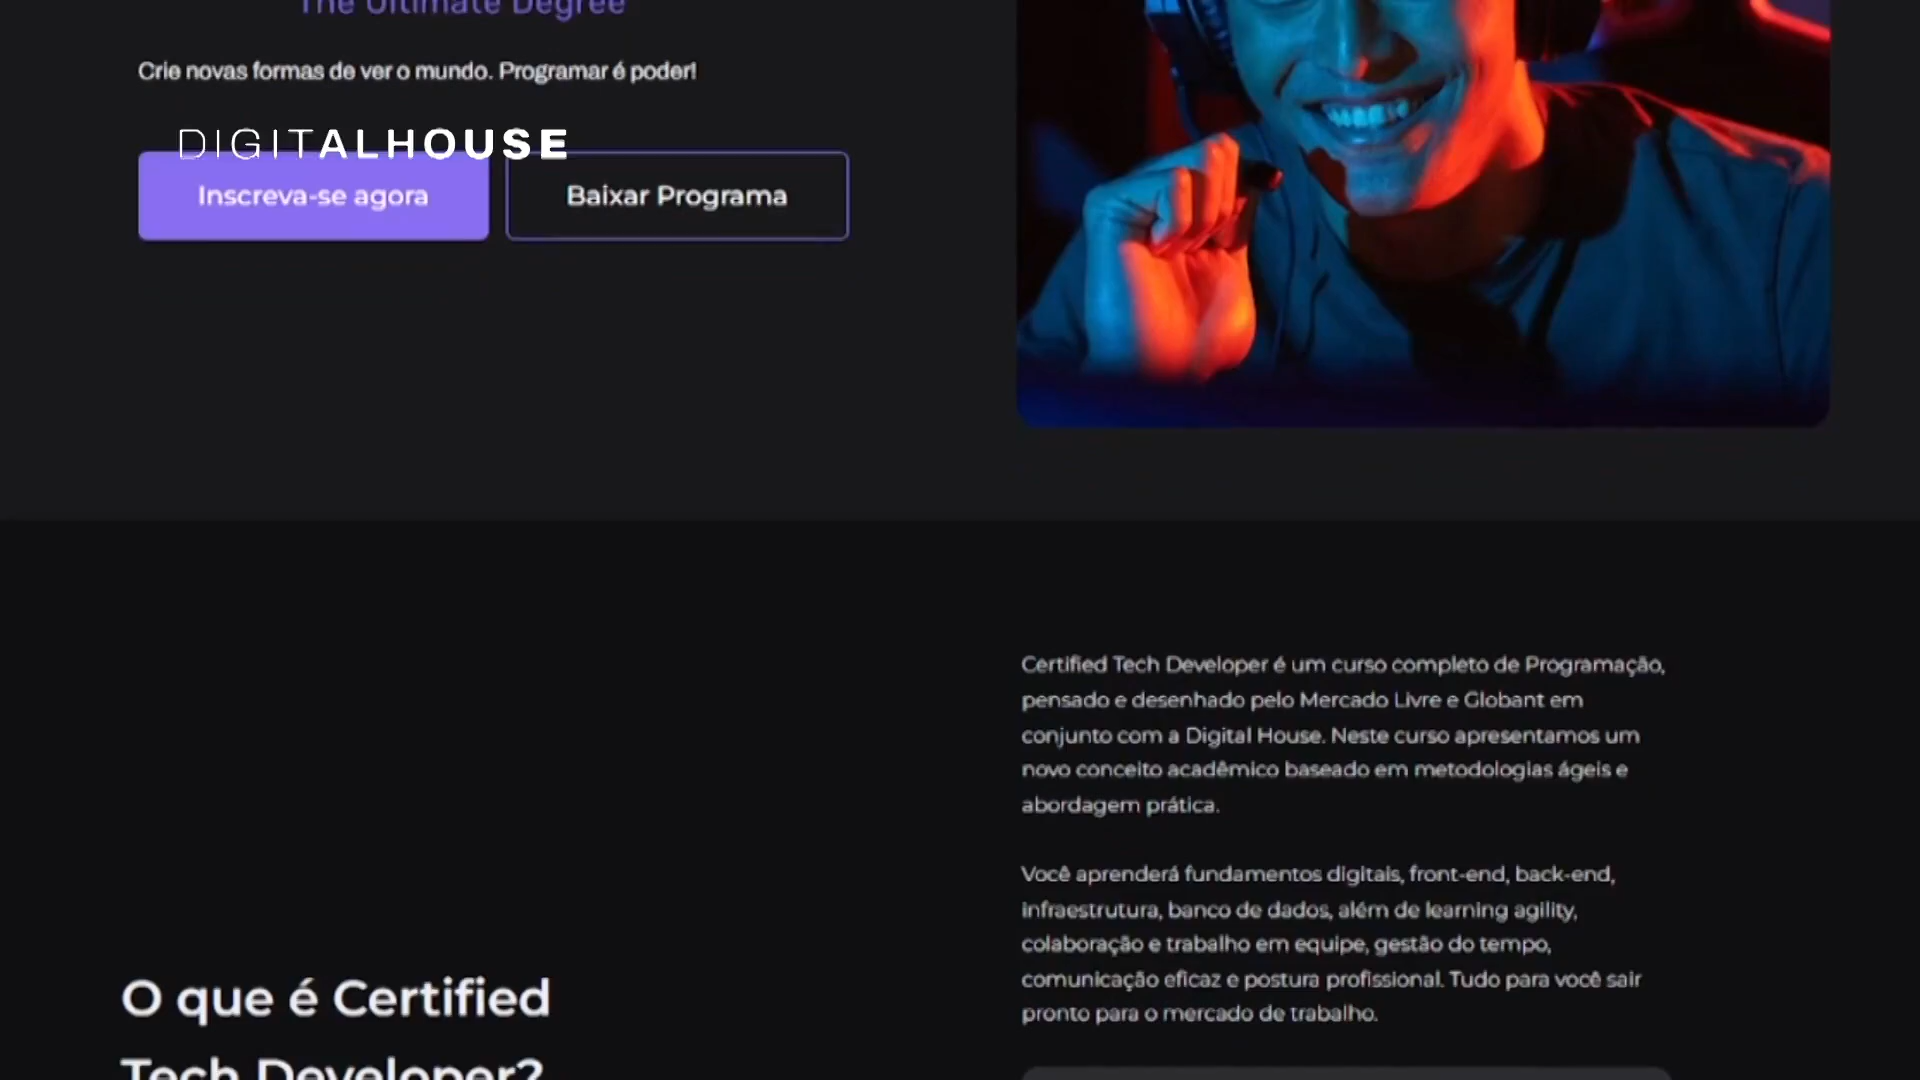 The Ultimate Degree
Crie novas formas de ver o mundo. Programar é poder!
DIGITALHOUSE
Inscreva-se agora
Baixar Programa
Certified Tech Developer é um curso completo de Programação,
pensado e desenhado pelo Mercado Livre e Globant em
conjunto com a Digital House. Neste curso apresentamos um
novo conceito acadêmico baseado em metodologias ágeis e
abordagem prática.
Você aprenderá fundamentos digitais, front-end, back-end,
infraestrutura, banco de dados, além de learning agility,
colaboração e trabalho em equipe, gestão do tempo,
comunicação eficaz e postura profissional. Tudo para você sair
pronto para o mercado de trabalho.
O que é Certified
Tech Developer?